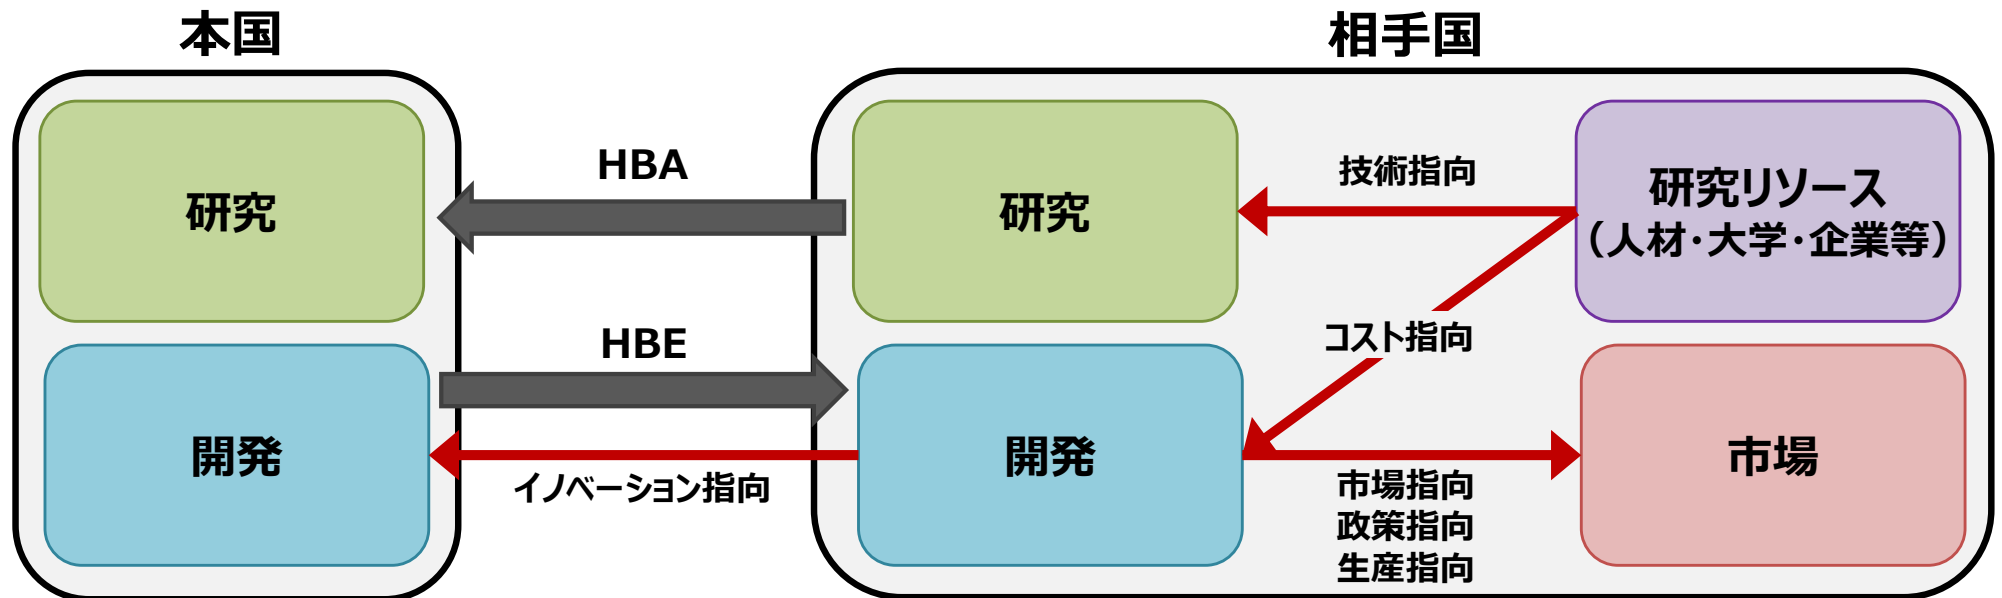 本国
相手国
研究
HBA
研究
技術指向
研究リソース
（人材・大学・企業等）
HBE
コスト指向
開発
イノベーション指向
開発
市場指向
政策指向
生産指向
市場